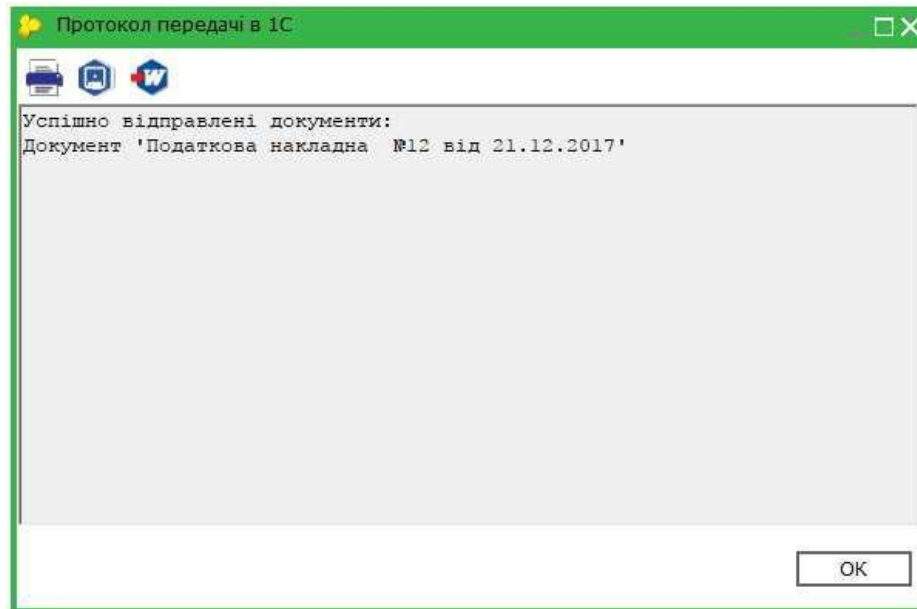 Протокол передачі в 1С
W
Успішно відправлені документи:
Документ 'Податкова накладна  №12 від 21.12.2017'
OK